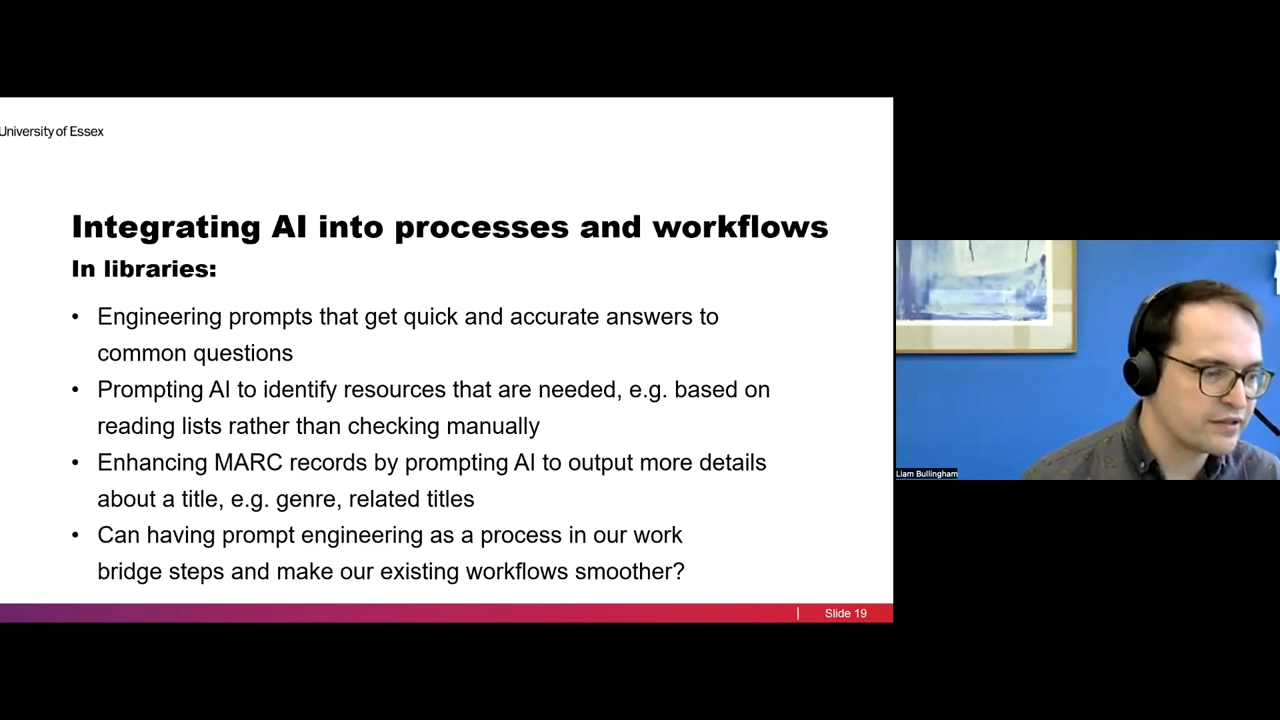 University of Essex
Integrating AI into processes and workflows
In libraries:
• Engineering prompts that get quick and accurate answers to
common questions
• Prompting AI to identify resources that are needed, e.g. based on
reading lists rather than checking manually
• Enhancing MARC records by prompting AI to output more details
about a title, e.g. genre, related titles
• Can having prompt engineering as a process in our work
bridge steps and make our existing workflows smoother?
Slide 19
Liam Bullingham